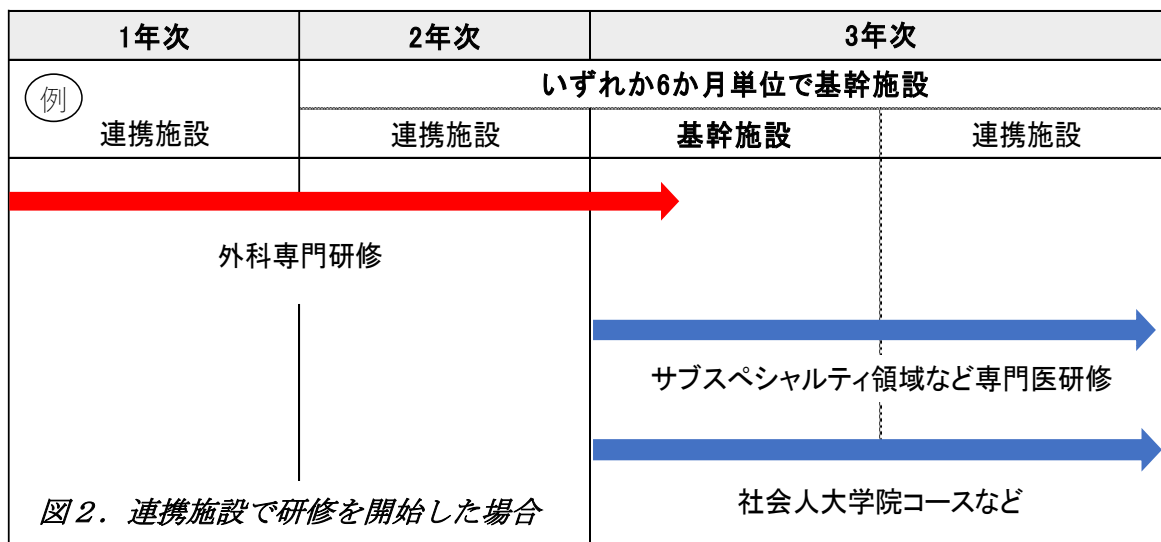 1年次 2年次 3年次
例
いずれか6か月単位で基幹施設
連携施設 連携施設 基幹施設 連携施設
外科専門研修
サブスペシャルティ領域など専門医研修
社会人大学院コースなど
図2．連携施設で研修を開始した場合